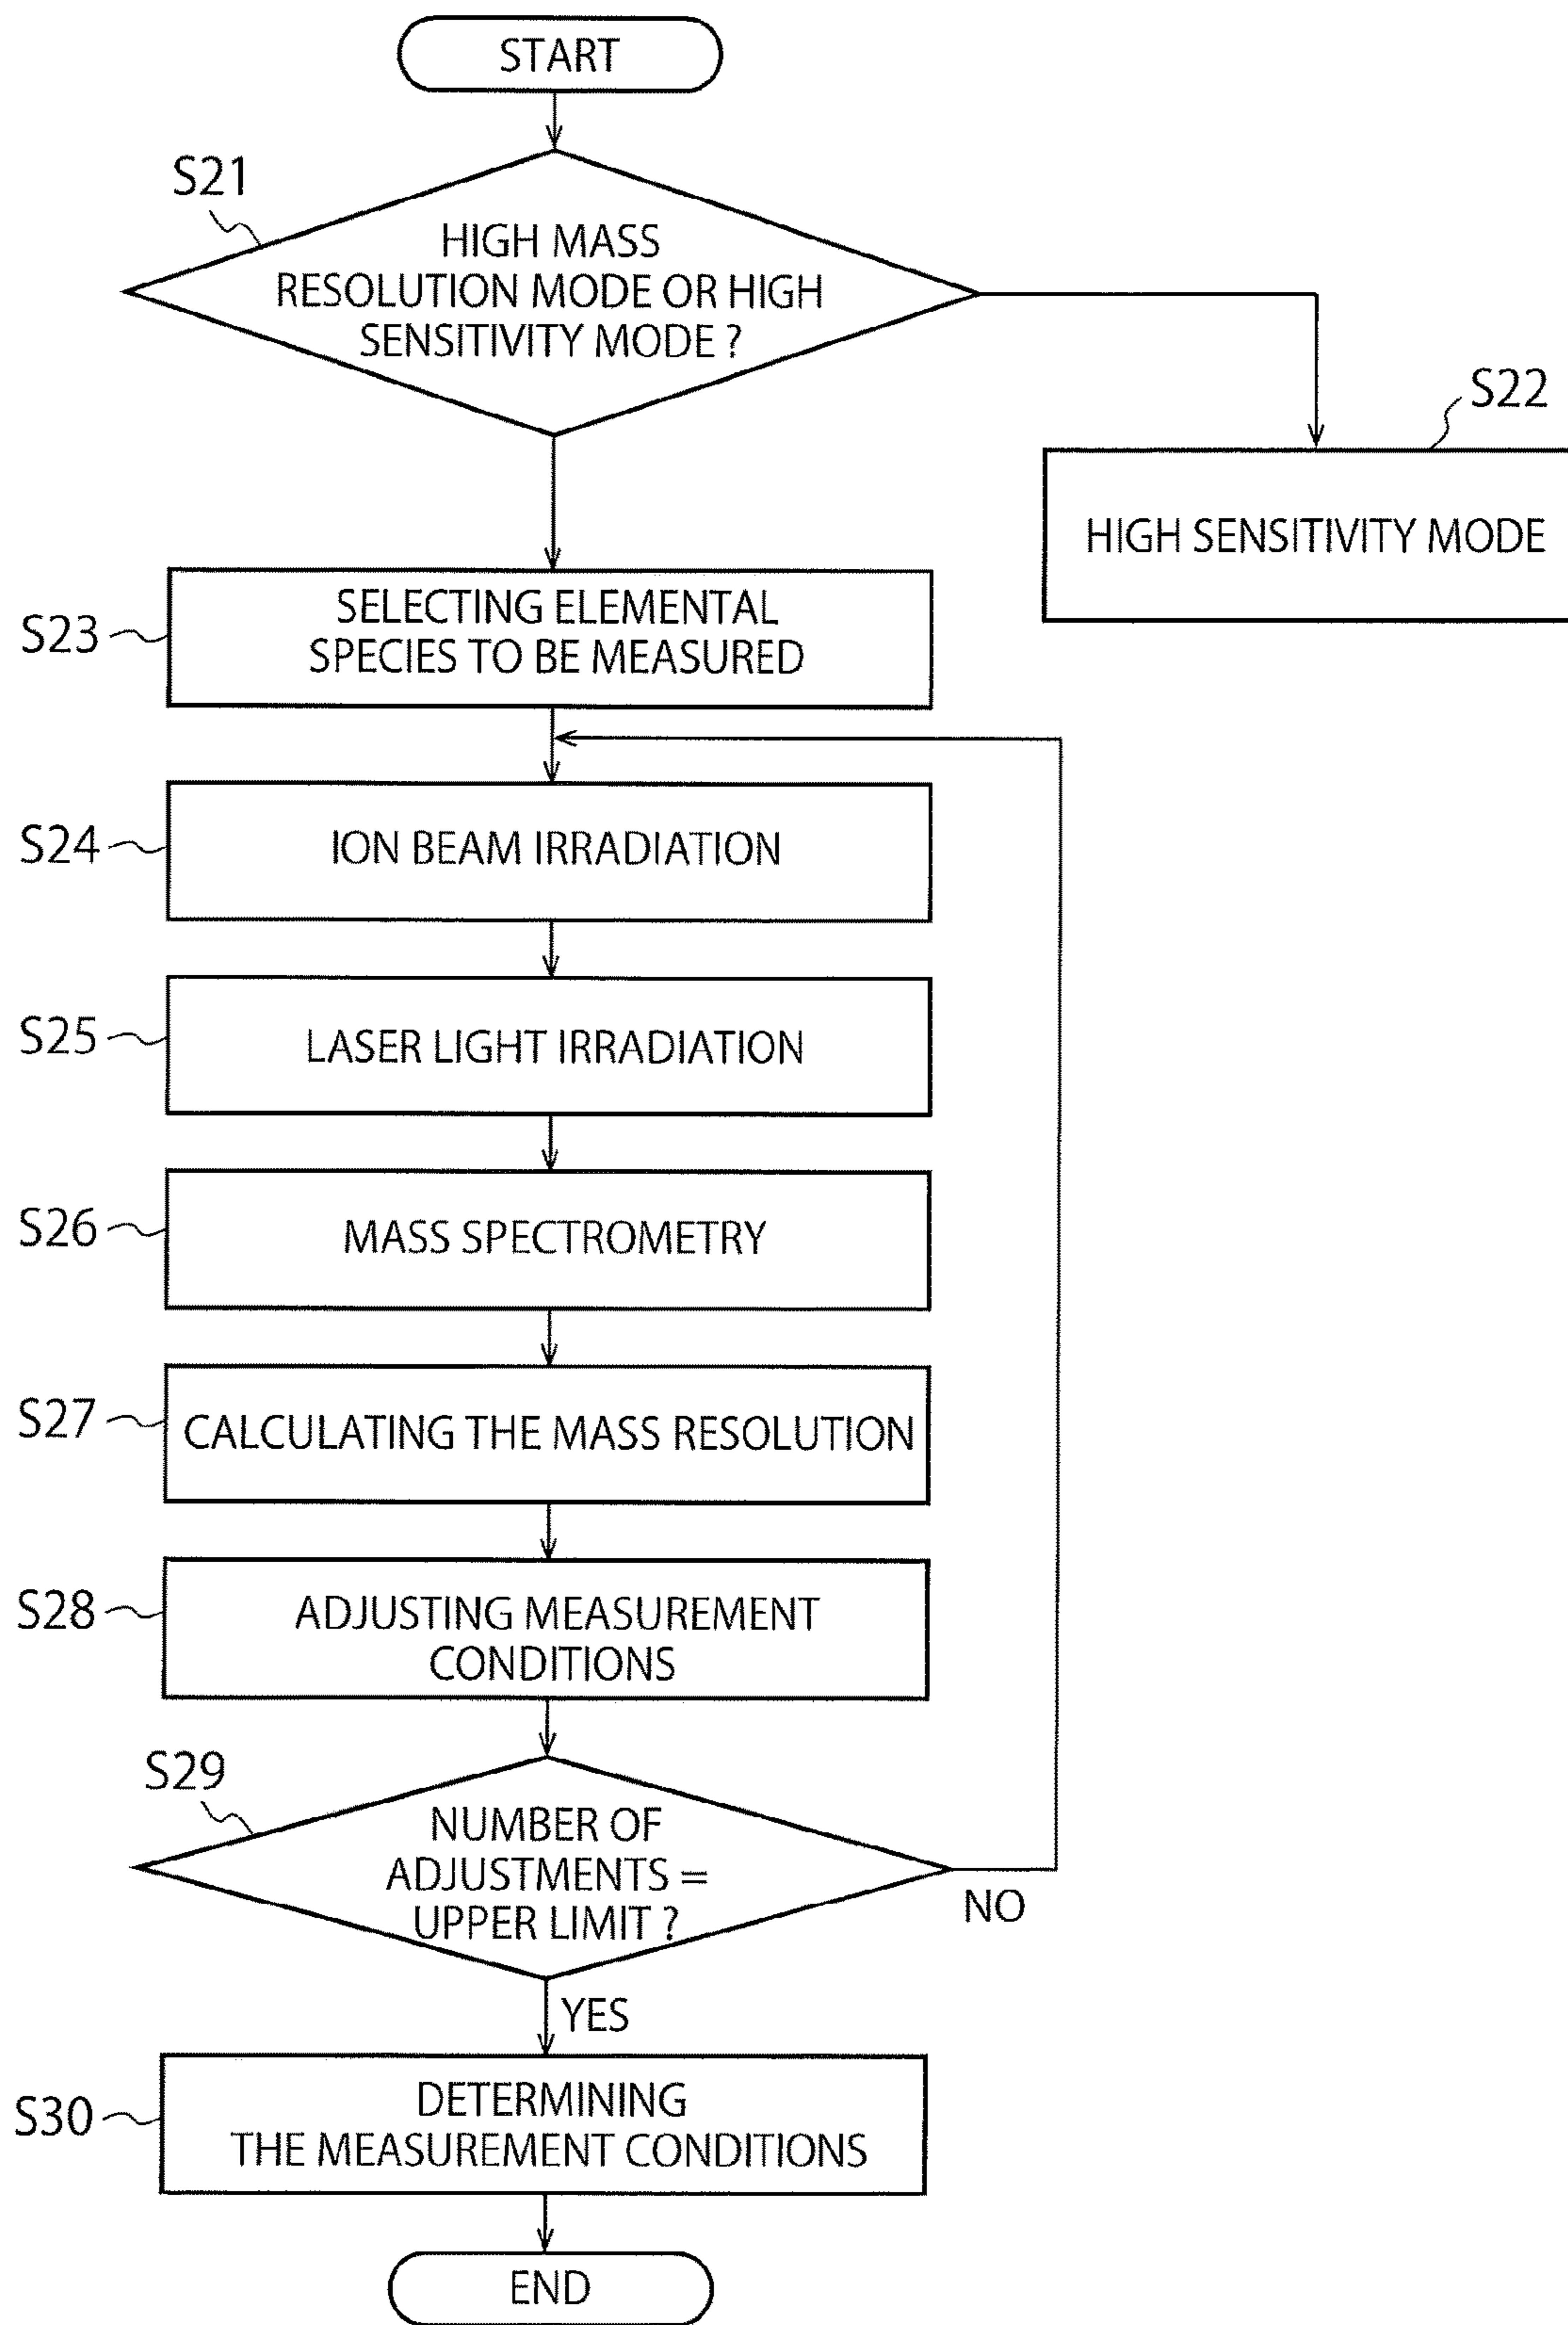 START
S21
HIGH MASS
RESOLUTION MODE OR HIGH
SENSITIVITY MODE ?
S22
HIGH SENSITIVITY MODE
S23
SELECTING ELEMENTAL
SPECIES TO BE MEASURED
S24
ION BEAM IRRADIATION
S25
LASER LIGHT IRRADIATION
S26
MASS SPECTROMETRY
S27
CALCULATING THE MASS RESOLUTION
S28
ADJUSTING MEASUREMENT
CONDITIONS
S29
NUMBER OF
ADJUSTMENTS =
UPPER LIMIT ?
NO
YES
S30
DETERMINING
THE MEASUREMENT CONDITIONS
END